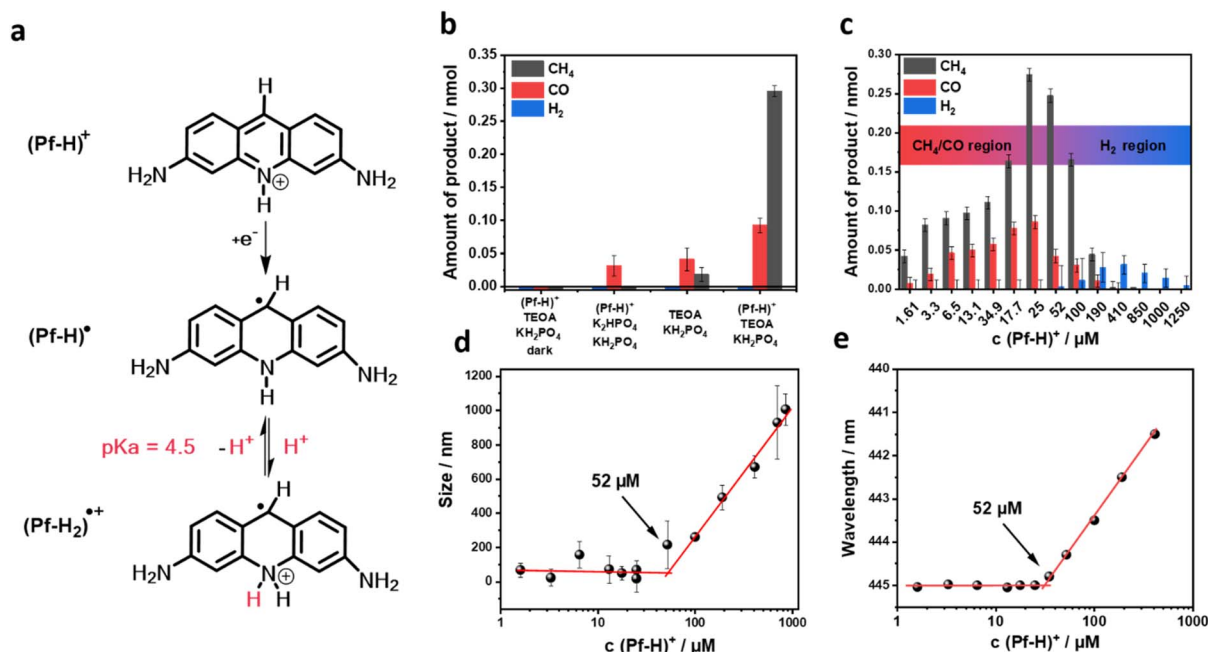 a
(Pf-H)+
H
H2N
N
⊕
NH2
H
+e-
(Pf-H)•
H
•
H2N
N
NH2
H
pKa = 4.5
-H+
H+
(Pf-H2)•+
H
•
H2N
N
⊕
NH2
H
H
b
Amount of product / nmol
0.35
0.30
0.25
0.20
0.15
0.10
0.05
0.00
CH4
CO
H2
(Pf-H)+
TEOA
KH2PO4
dark
(Pf-H)+
K2HPO4
KH2PO4
TEOA
KH2PO4
(Pf-H)+
TEOA
KH2PO4
c
Amount of product / nmol
0.30
0.25
0.20
0.15
0.10
0.05
0.00
CH4
CO
H2
CH4/CO region
H2 region
1.61
3.3
6.5
13.1
34.9
17.7
25
52
100
190
410
850
1000
1250
c (Pf-H)+ / µM
d
Size / nm
1200
1000
800
600
400
200
0
52 µM
1
10
100
1000
c (Pf-H)+ / µM
e
Wavelength / nm
440
441
442
443
444
445
446
52 µM
1
10
100
1000
c (Pf-H)+ / µM